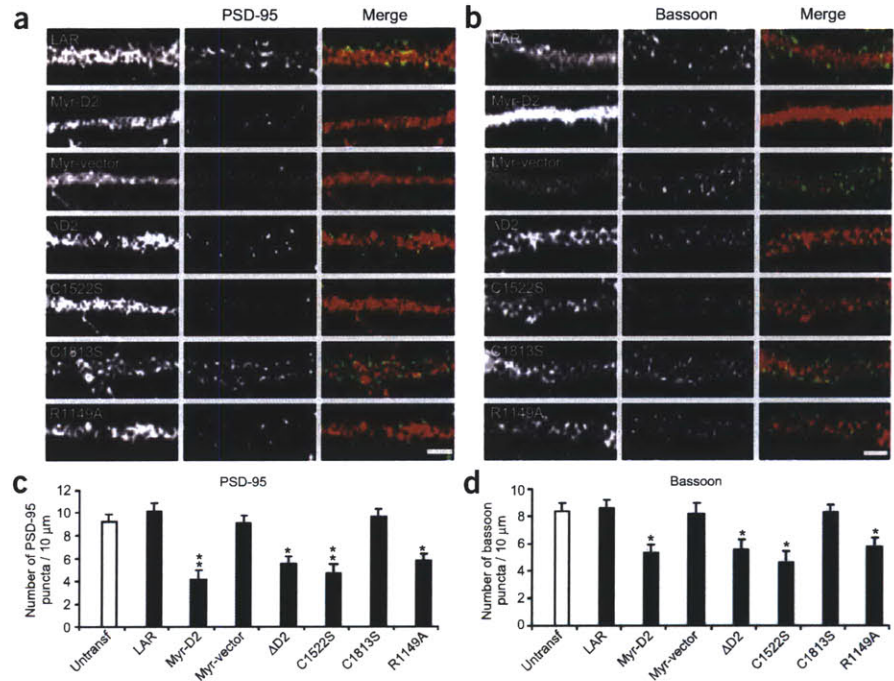 a
PSD-95
Merge
LAR
Myr-D2
Myr-vector
ΔD2
C1522S
C1813S
R1149A
b
Bassoon
Merge
LAR
Myr-D2
Myr-vector
ΔD2
C1522S
C1813S
R1149A
c
PSD-95
Number of PSD-95
puncta / 10 μm
12
10
8
6
4
2
0
**
*
**
*
Untransf
LAR
Myr-D2
Myr-vector
ΔD2
C1522S
C1813S
R1149A
d
Bassoon
Number of bassoon
puncta / 10 μm
10
8
6
4
2
0
*
*
*
*
Untransf
LAR
Myr-D2
Myr-vector
ΔD2
C1522S
C1813S
R1149A